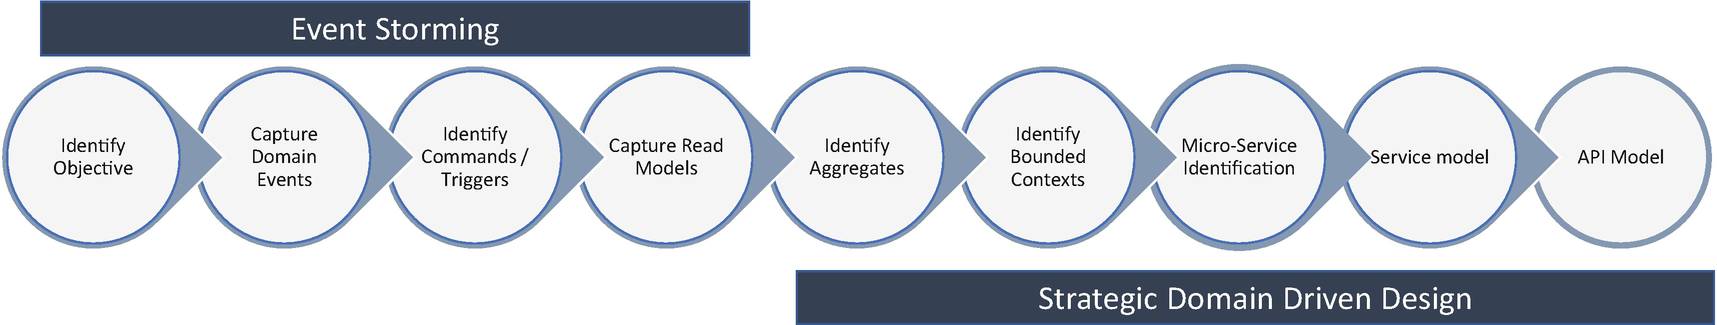 Event Storming
Identify
Objective
Capture
Domain
Events
Identify
Commands /
Triggers
Capture Read
Models
Identify
Aggregates
Identify
Bounded
Contexts
Micro-Service
Identification
Service model
API Model
Strategic Domain Driven Design